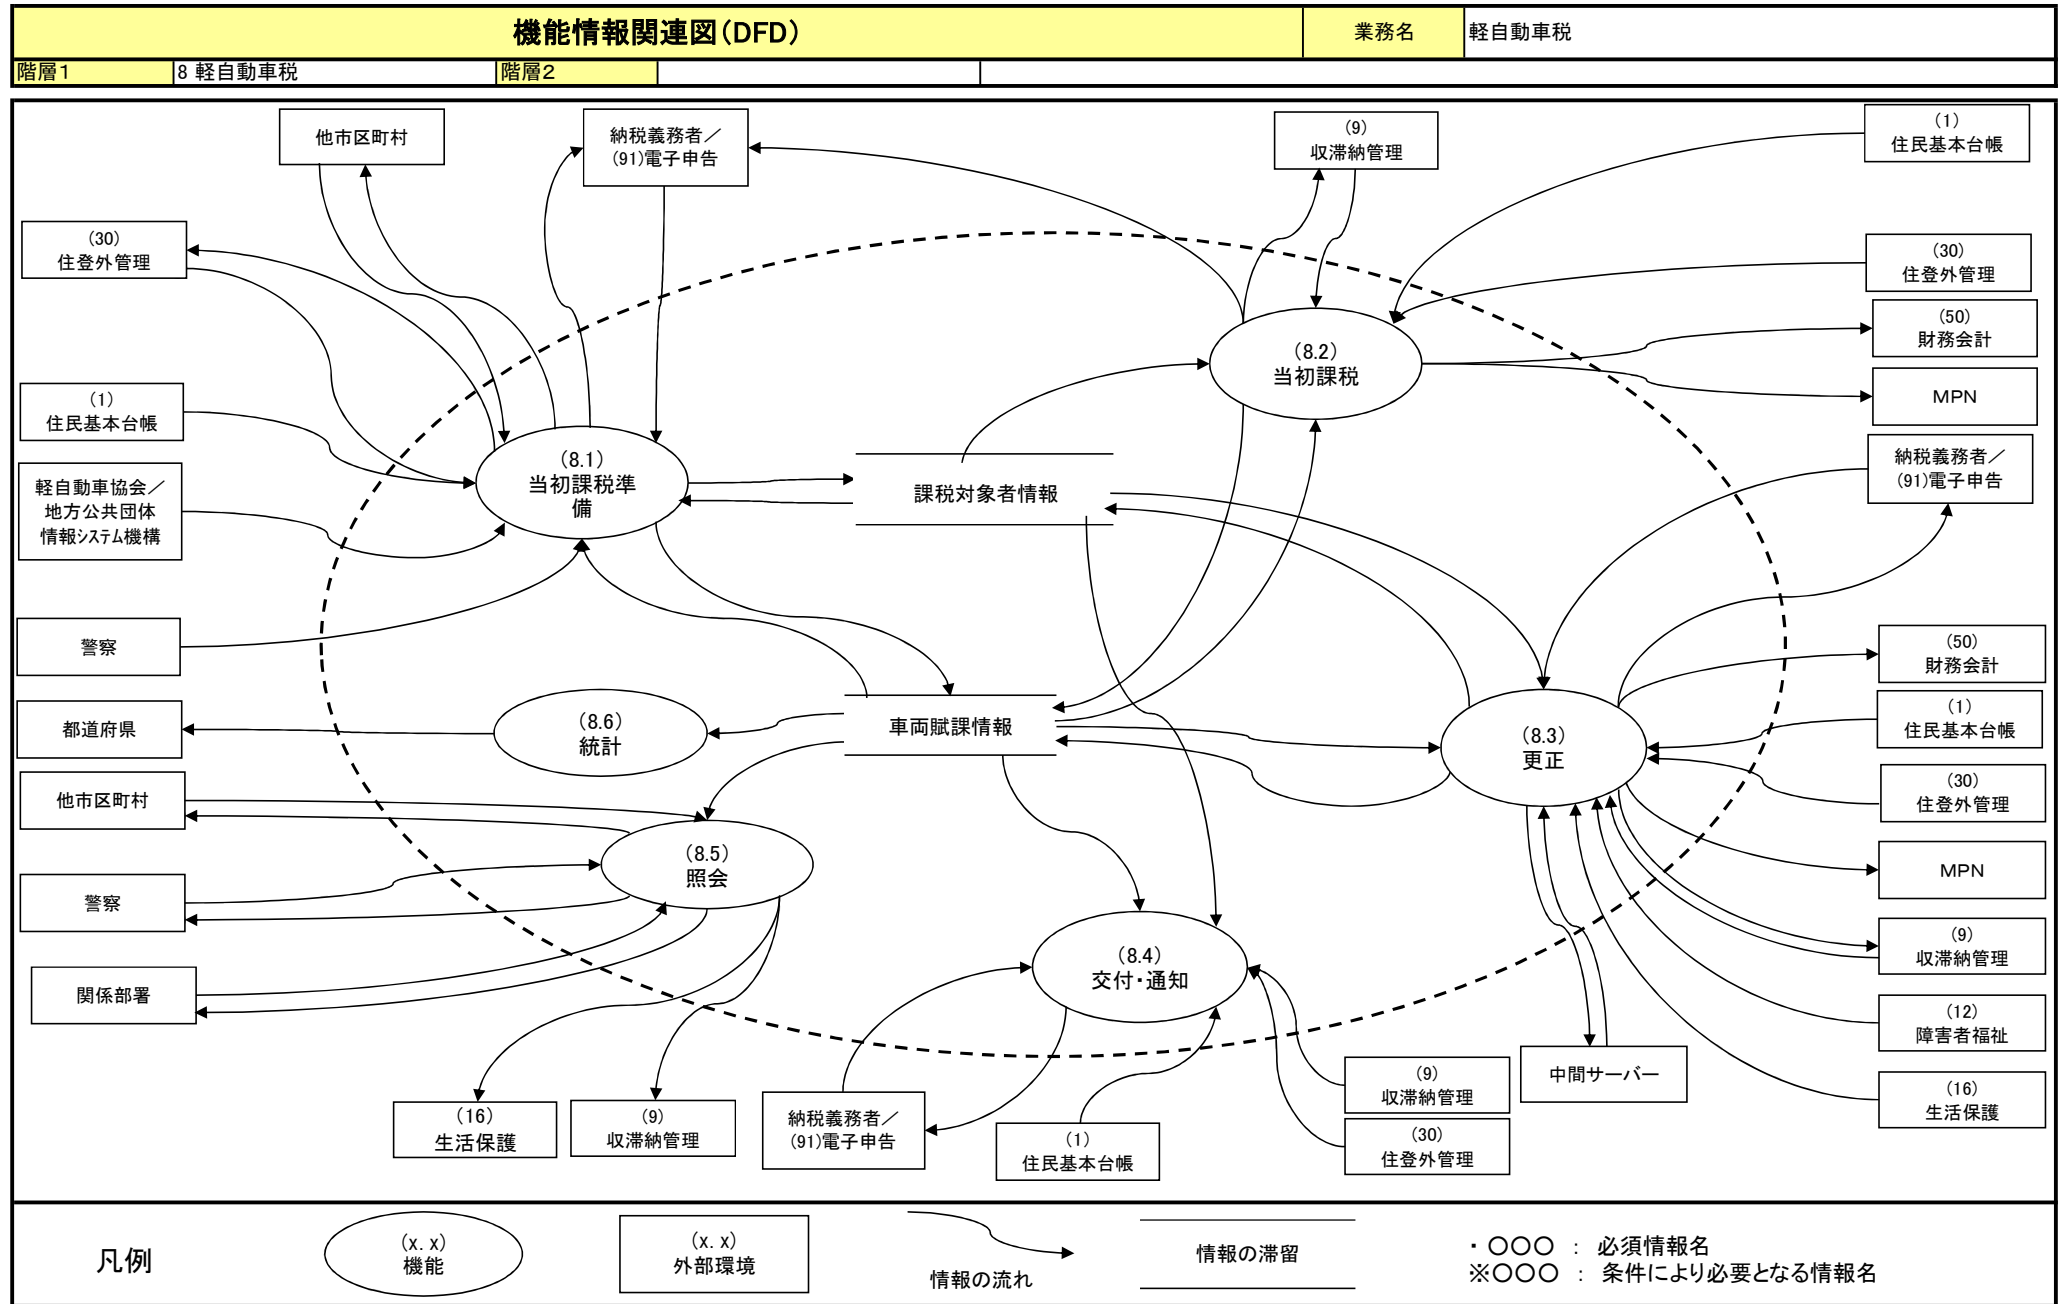 機能情報関連図(DFD)
業務名
軽自動車税
階層1
8 軽自動車税
階層2
他市区町村
納税義務者／
(91)電子申告
(9)
収滞納管理
(1)
住民基本台帳
(30)
住登外管理
(30)
住登外管理
(50)
財務会計
(8.2)
当初課税
MPN
(1)
住民基本台帳
納税義務者／
(91)電子申告
(8.1)
当初課税準
備
課税対象者情報
軽自動車協会／
地方公共団体
情報システム機構
警察
(50)
財務会計
都道府県
(8.6)
統計
車両賦課情報
(8.3)
更正
(1)
住民基本台帳
他市区町村
(30)
住登外管理
(8.5)
照会
MPN
警察
(9)
収滞納管理
関係部署
(8.4)
交付・通知
(12)
障害者福祉
中間サーバー
(16)
生活保護
(9)
収滞納管理
納税義務者／
(91)電子申告
(1)
住民基本台帳
(9)
収滞納管理
(30)
住登外管理
(16)
生活保護
凡例
(x. x)
機能
(x. x)
外部環境
情報の流れ
情報の滞留
・ 〇〇〇 ： 必須情報名
※〇〇〇 ： 条件により必要となる情報名